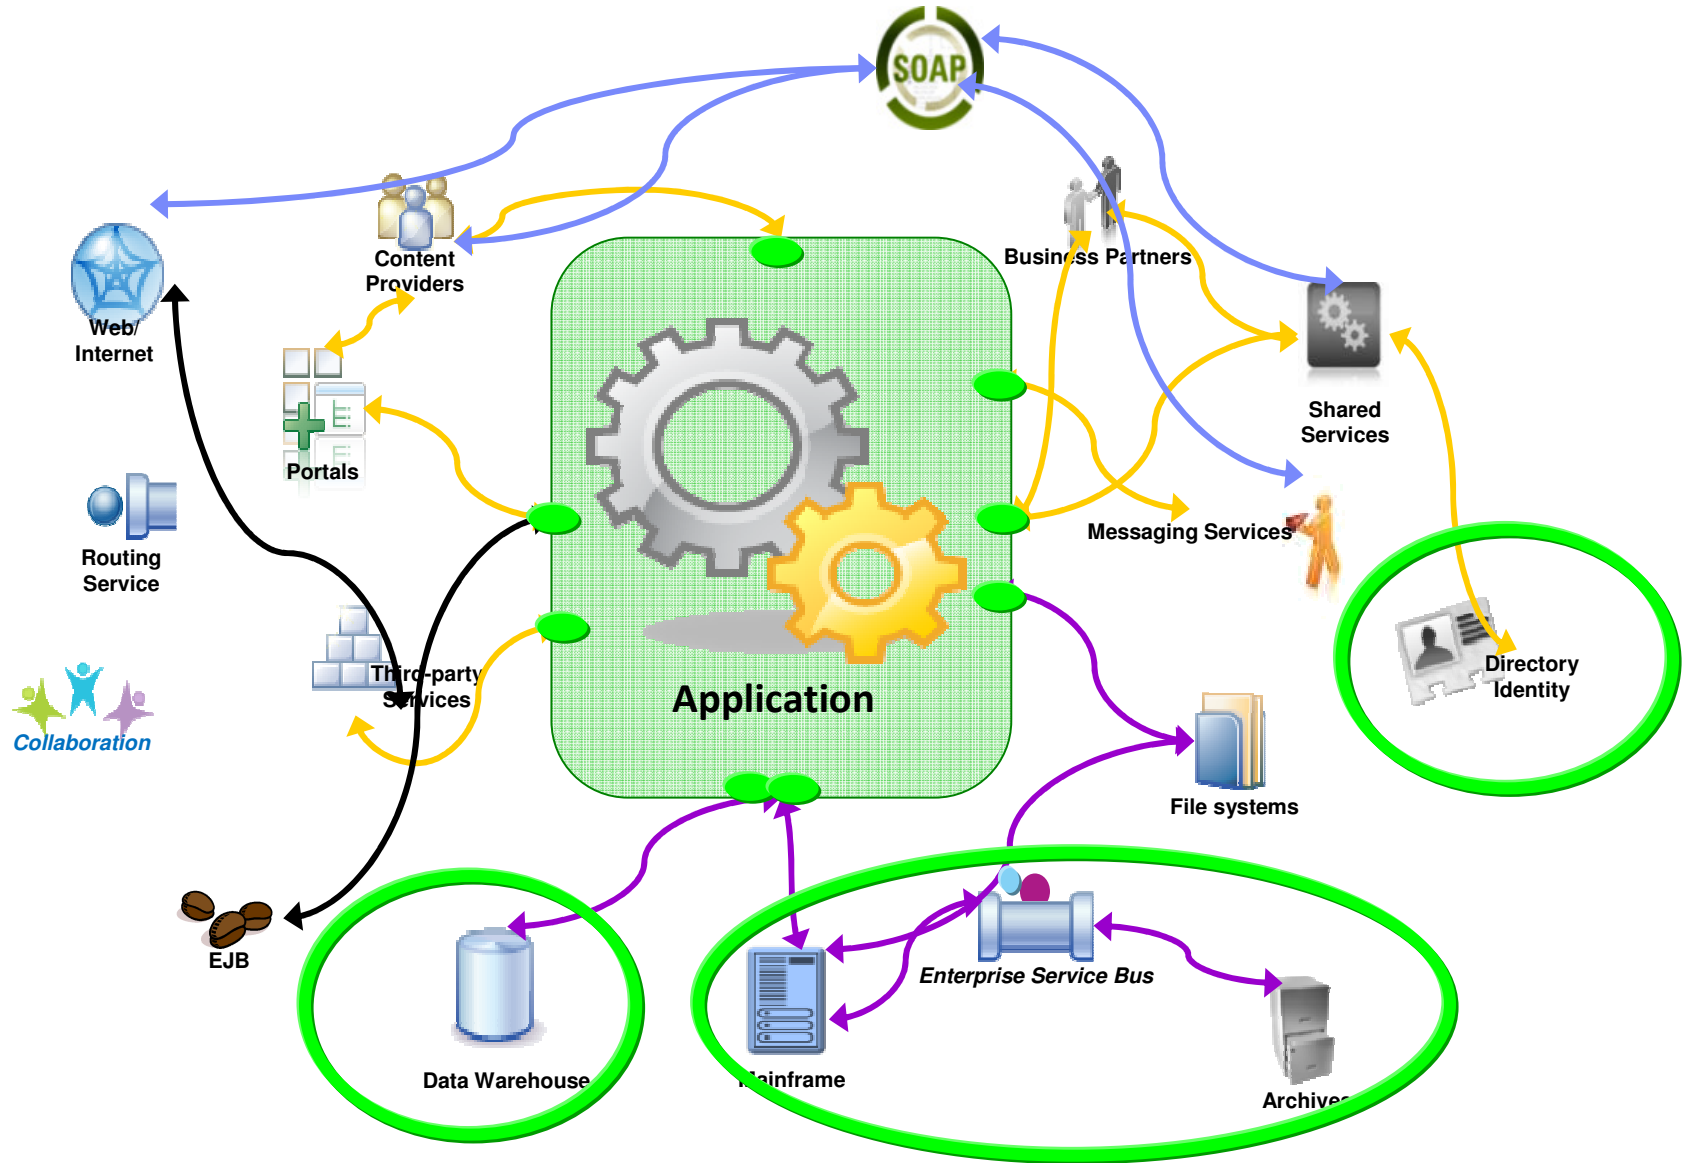 SOAP
Content
Providers
Business Partners
Web/
Internet
Shared
Services
Portals
Messaging Services
Routing
Service
Third-party
Services
Directory
Identity
Application
Collaboration
File systems
EJB
Enterprise Service Bus
Data Warehouse
Mainframe
Archives